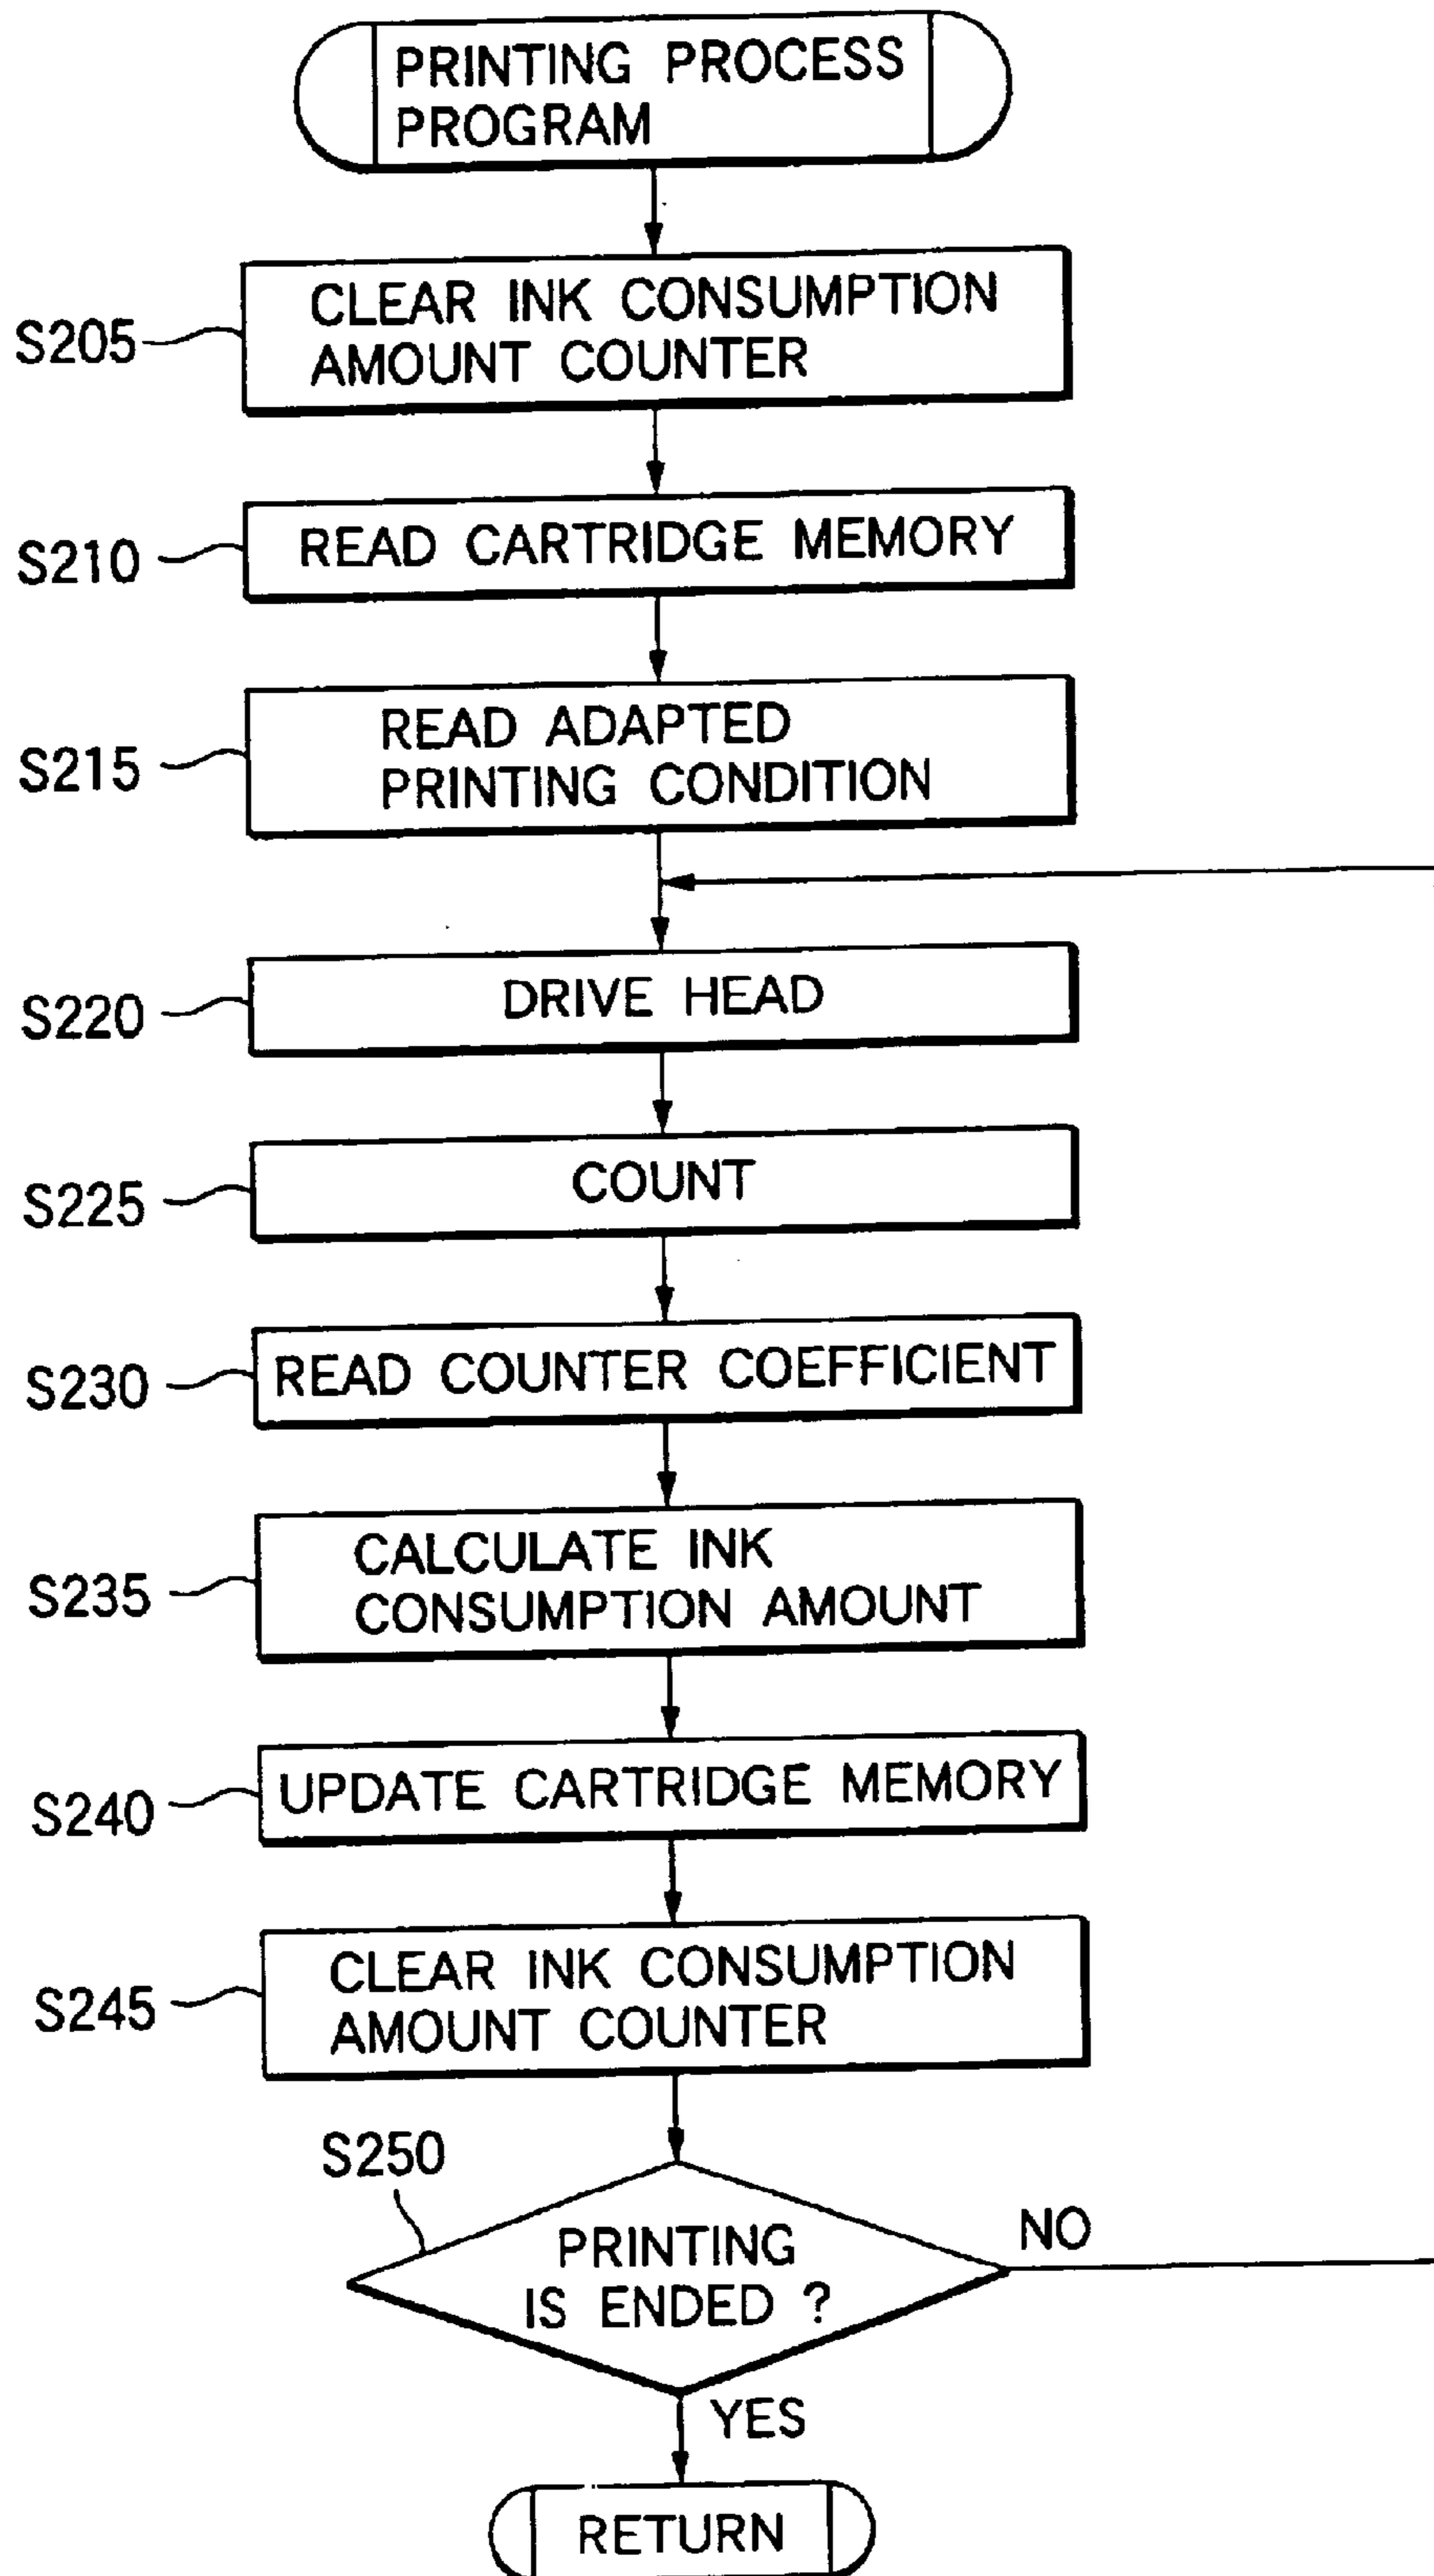 PRINTING PROCESS
PROGRAM
S205
CLEAR INK CONSUMPTION
AMOUNT COUNTER
S210
READ CARTRIDGE MEMORY
S215
READ ADAPTED
PRINTING CONDITION
S220
DRIVE HEAD
S225
COUNT
S230
READ COUNTER COEFFICIENT
S235
CALCULATE INK
CONSUMPTION AMOUNT
S240
UPDATE CARTRIDGE MEMORY
S245
CLEAR INK CONSUMPTION
AMOUNT COUNTER
S250
PRINTING
IS ENDED ?
NO
YES
RETURN